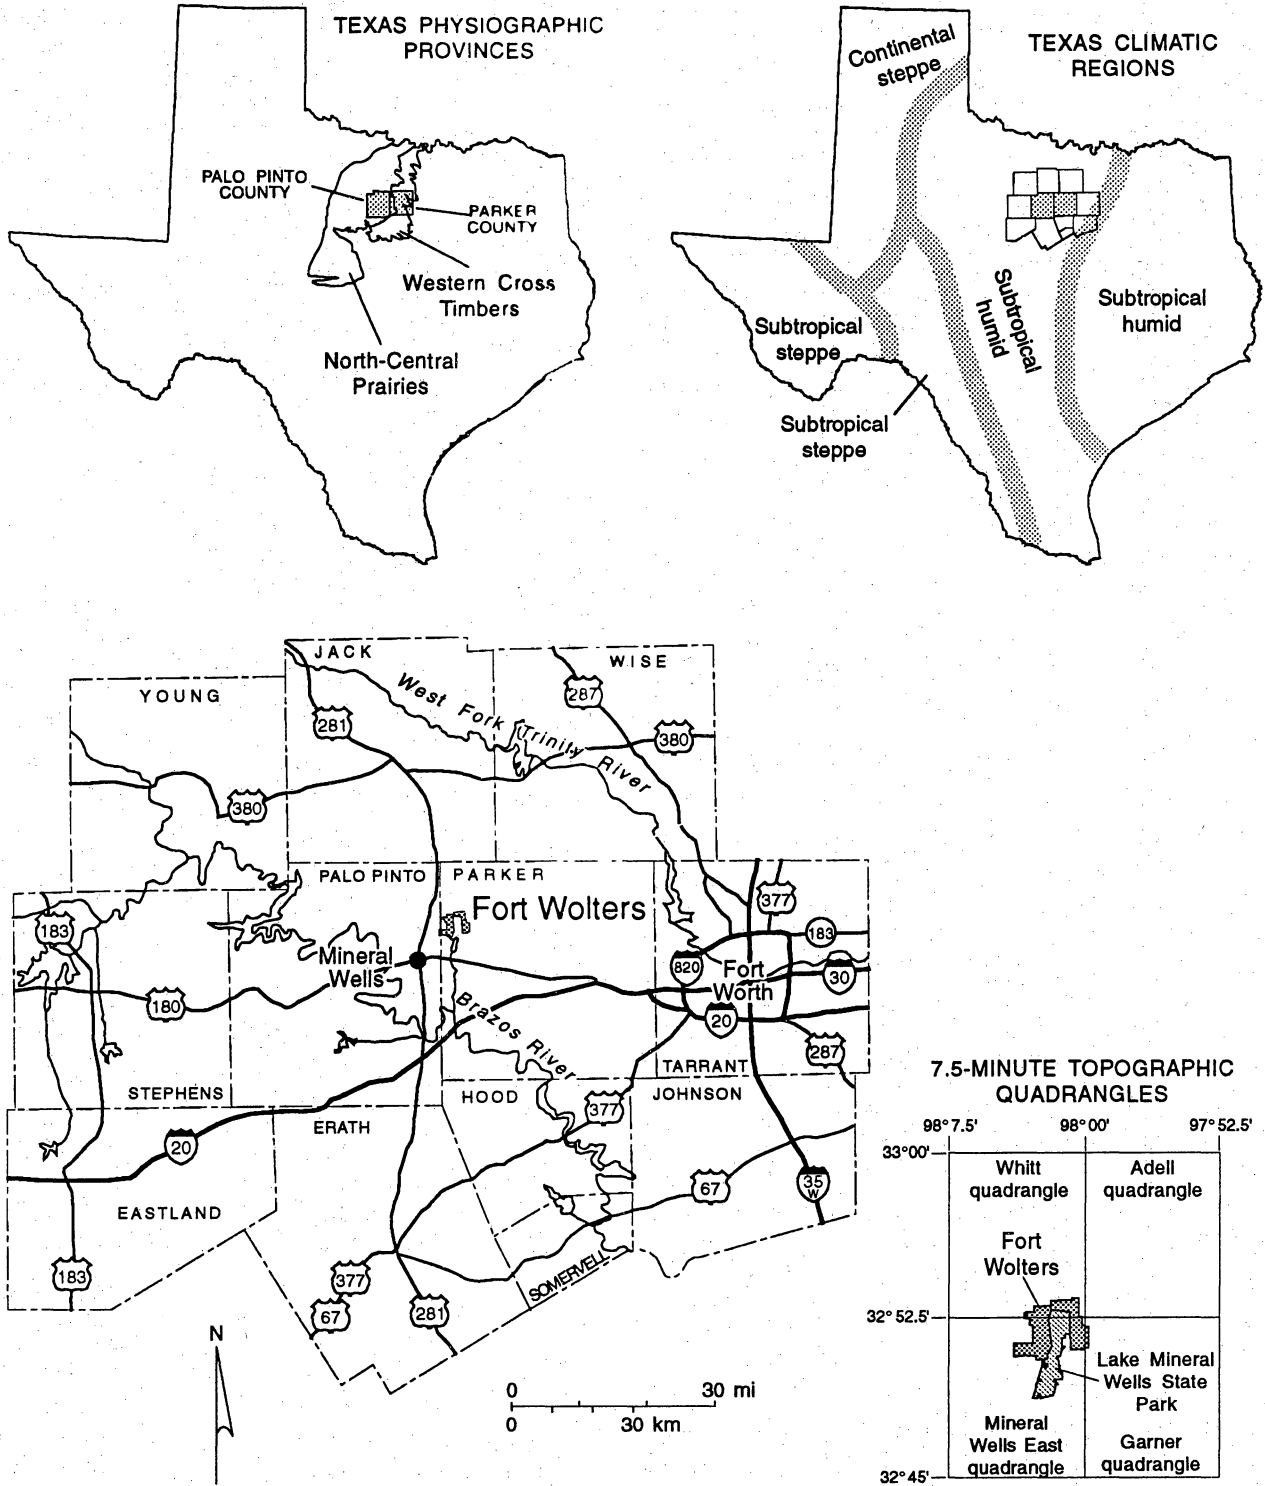 TEXAS PHYSIOGRAPHIC
PROVINCES
PALO PINTO
COUNTY
PARKER
COUNTY
Western Cross
Timbers
North-Central
Prairies
TEXAS CLIMATIC
REGIONS
Continental
steppe
Subtropical
humid
Subtropical
humid
Subtropical
steppe
Subtropical
steppe
JACK
WISE
YOUNG
West Fork Trinity River
287
281
380
380
PALO PINTO
PARKER
Fort Wolters
377
183
183
Mineral
Wells
820
Fort
Worth
30
180
20
Brazos River
287
STEPHENS
TARRANT
HOOD
JOHNSON
377
ERATH
20
67
35
W
EASTLAND
SOMERVELL
183
377
67
281
N
0 30 mi
0 30 km
7.5-MINUTE TOPOGRAPHIC
QUADRANGLES
98°7.5' 98°00' 97°52.5'
33°00'
Whitt
quadrangle
Adell
quadrangle
Fort
Wolters
32°52.5'
Lake Mineral
Wells State
Park
Mineral
Wells East
quadrangle
Garner
quadrangle
32°45'